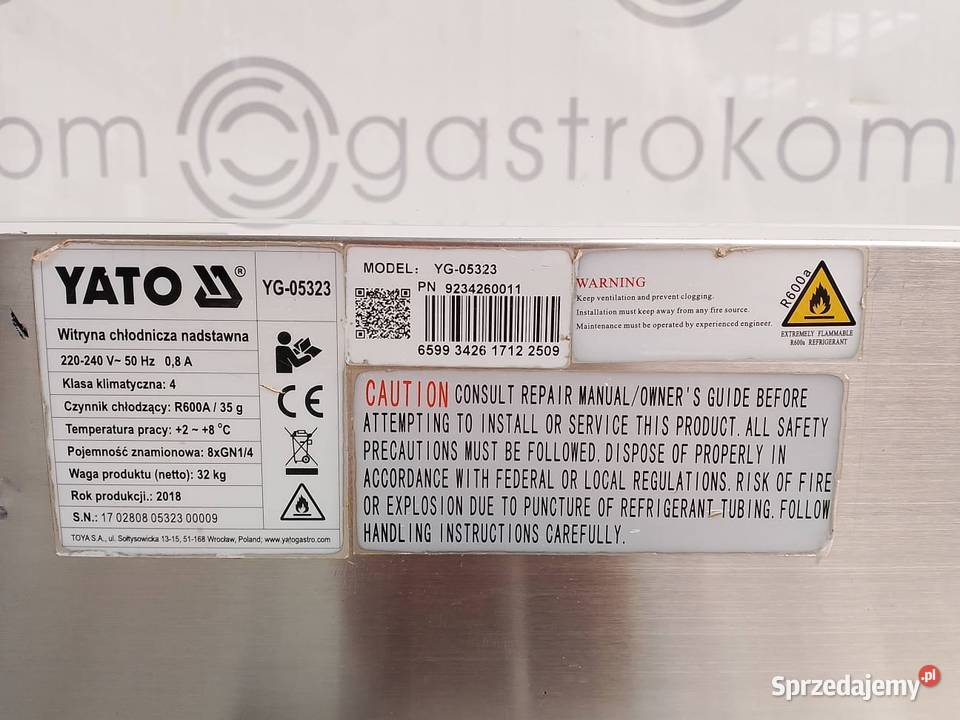 om gastrokom
YATO ®
YG-05323
Witryna chłodnicza nadstawna
220-240 V~ 50 Hz 0,8 A
Klasa klimatyczna: 4
Czynnik chłodzący: R600A / 35 g
Temperatura pracy: +2 ~ +8 °C
Pojemność znamionowa: 8xGN1/4
Waga produktu (netto): 32 kg
Rok produkcji.: 2018
S.N.: 17 02808 05323 00009
TOYA S.A., ul. Sołtysowicka 13-15, 51-168 Wrocław, Poland; www.yatogastro.com
CE
MODEL: YG-05323
PN 9234260011
6599 3426 1712 2509
WARNING
Keep ventilation and prevent clogging.
Installation must keep away from any fire source.
Maintenance must be operated by experienced engineer.
R600a
EXTREMELY FLAMMABLE
R600a REFRIGERANT
CAUTION CONSULT REPAIR MANUAL/OWNER'S GUIDE BEFORE
ATTEMPTING TO INSTALL OR SERVICE THIS PRODUCT. ALL SAFETY
PRECAUTIONS MUST BE FOLLOWED. DISPOSE OF PROPERLY IN
ACCORDANCE WITH FEDERAL OR LOCAL REGULATIONS. RISK OF FIRE
OR EXPLOSION DUE TO PUNCTURE OF REFRIGERANT TUBING. FOLLOW
HANDLING INSTRUCTIONS CAREFULLY.
Sprzedajemy.pl